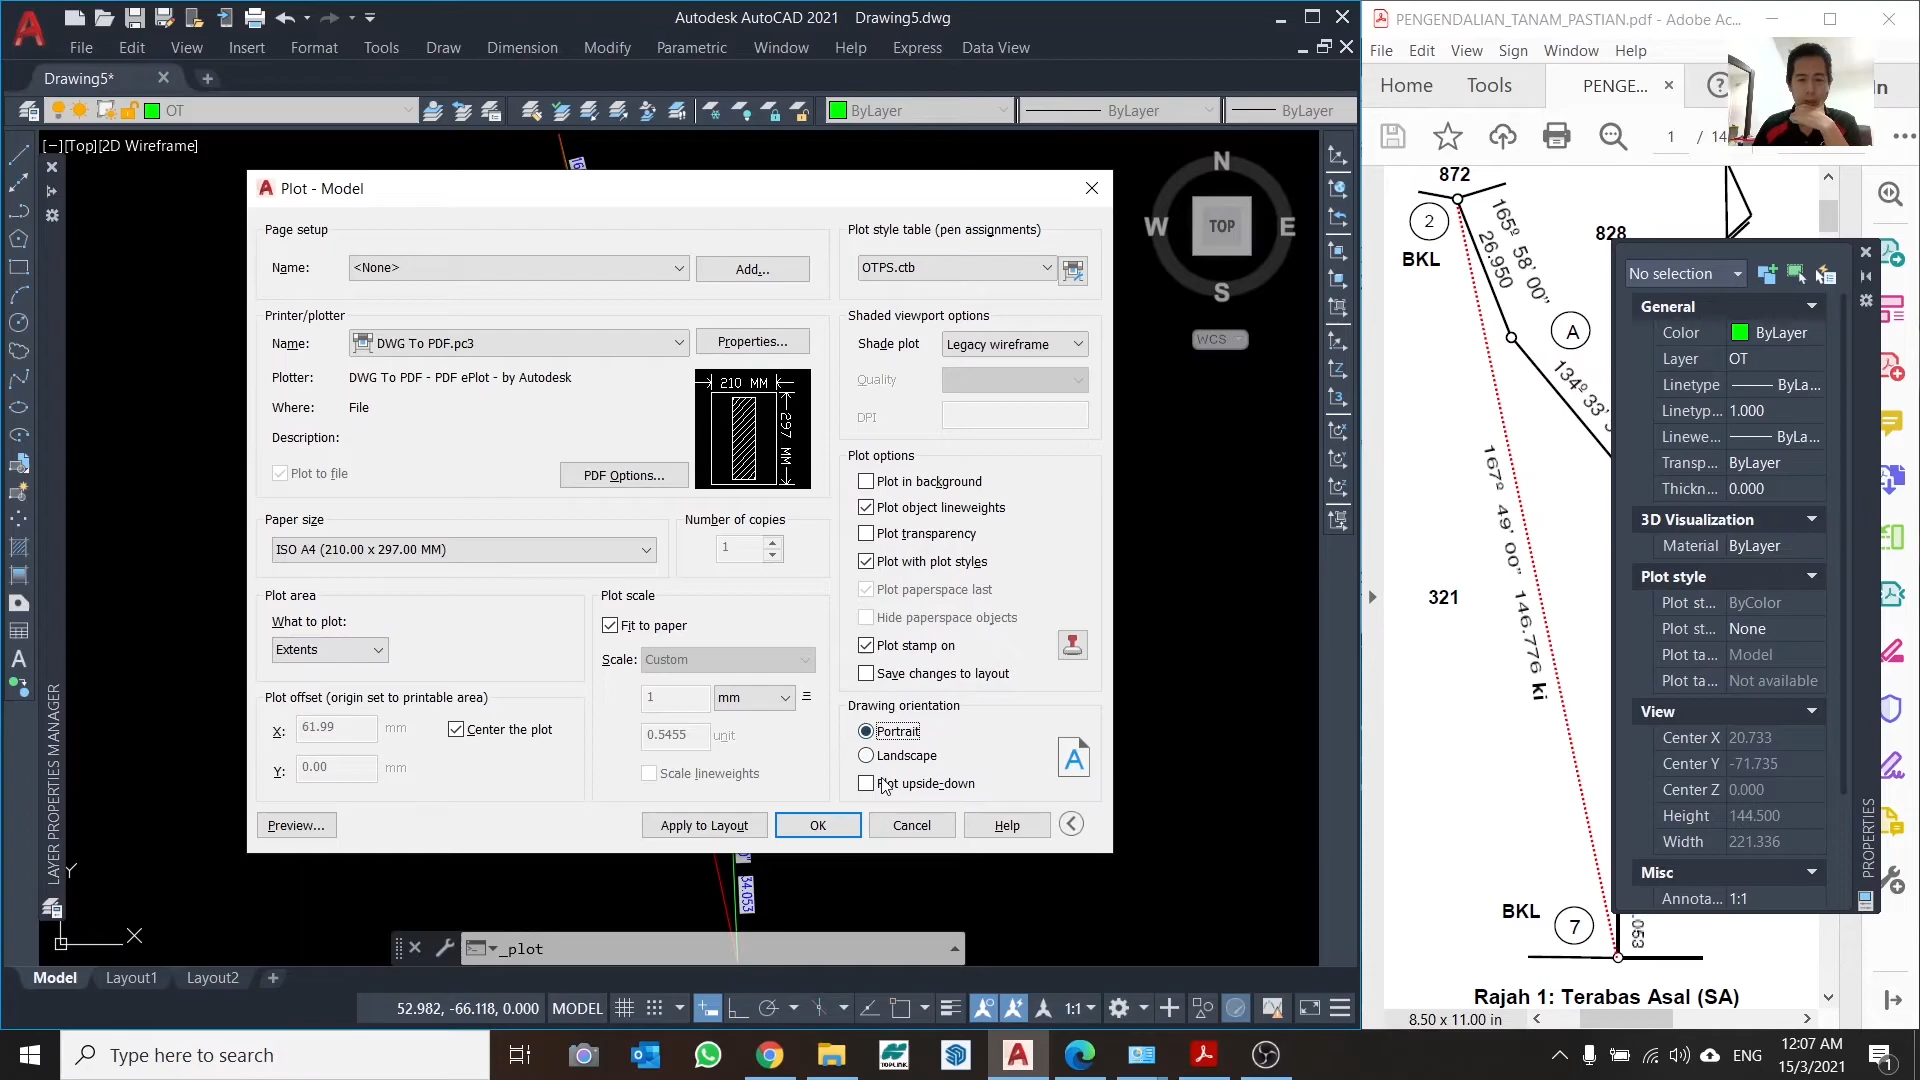 Autodesk AutoCAD 2021 Drawing5.dwg
File Edit View Insert Format Tools Draw Dimension Modify Parametric Window Help Express Data View
Drawing5*
OT
ByLayer
ByLayer
ByLayer
[−][Top][2D Wireframe]
N
W TOP E
S
WCS
LAYER PROPERTIES MANAGER
Plot - Model
Page setup
Name: <None> Add...
Printer/plotter
Name: DWG To PDF.pc3 Properties...
Plotter: DWG To PDF - PDF ePlot - by Autodesk
Where: File
Description:
Plot to file
PDF Options...
210 MM
297 MM
Paper size
ISO A4 (210.00 x 297.00 MM)
Number of copies
1
Plot area
What to plot:
Extents
Plot scale
Fit to paper
Scale: Custom
1 mm =
0.5455 unit
Scale lineweights
Plot offset (origin set to printable area)
X: 61.99 mm Center the plot
Y: 0.00 mm
Plot style table (pen assignments)
OTPS.ctb
Shaded viewport options
Shade plot Legacy wireframe
Quality
DPI
Plot options
Plot in background
Plot object lineweights
Plot transparency
Plot with plot styles
Plot paperspace last
Hide paperspace objects
Plot stamp on
Save changes to layout
Drawing orientation
Portrait
Landscape
upside-down
A
Preview... Apply to Layout OK Cancel Help
34.053
Y
X
_plot
Model Layout1 Layout2
52.982, -66.118, 0.000 MODEL 1:1
PENGENDALIAN_TANAM_PASTIAN.pdf - Adobe Ac...
File Edit View Sign Window Help
Home Tools PENGE... In
1 / 14
872
2
BKL
165º 58' 00"
26.950
828
A
134º 33'
167º 49' 00" 146.776 ki
321
BKL
7
.053
Rajah 1: Terabas Asal (SA)
8.50 x 11.00 in
No selection
General
Color ByLayer
Layer OT
Linetype ByLa...
Linetyp... 1.000
Linewe... ByLa...
Transp... ByLayer
Thickn... 0.000
3D Visualization
Material ByLayer
Plot style
Plot st... ByColor
Plot st... None
Plot ta... Model
Plot ta... Not available
View
Center X 20.733
Center Y -71.735
Center Z 0.000
Height 144.500
Width 221.336
Misc
Annota... 1:1
PROPERTIES
Type here to search
TOPLINK
ENG
12:07 AM
15/3/2021
1